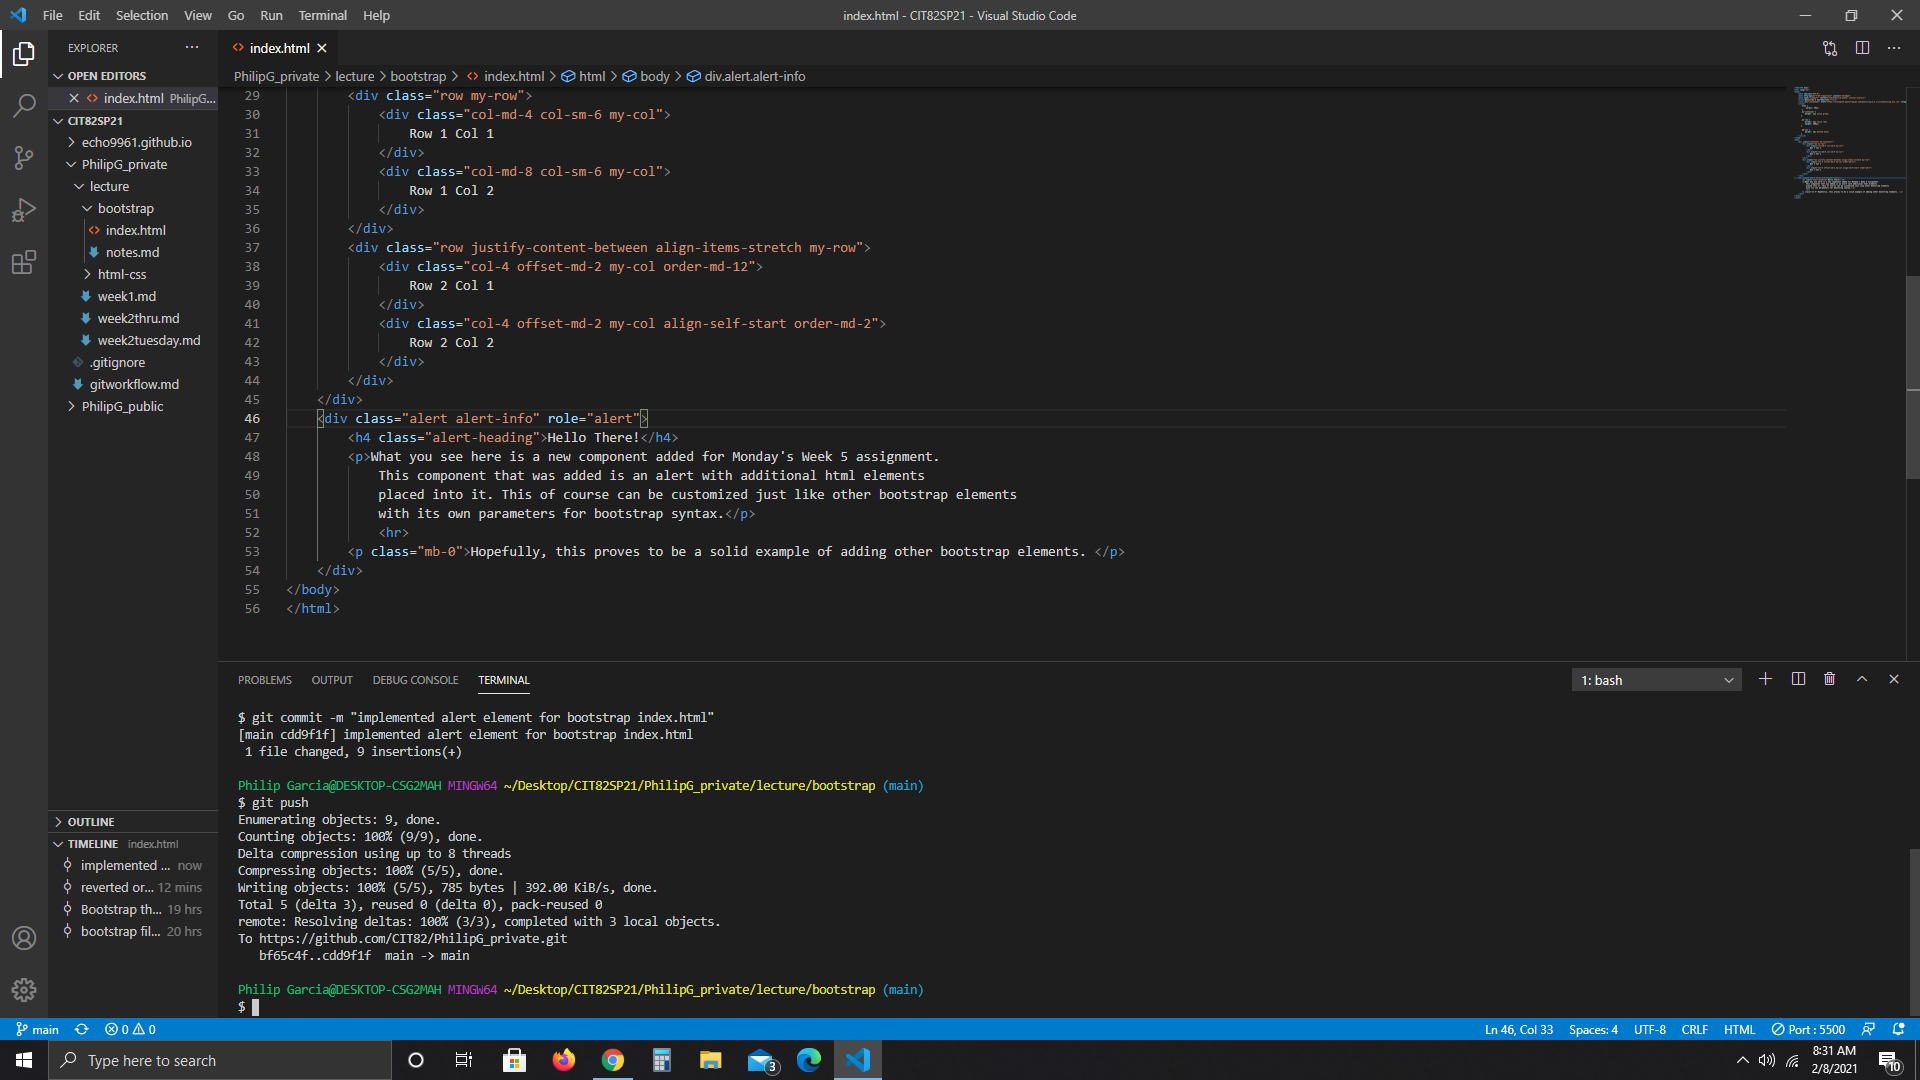 File Edit Selection View Go Run Terminal Help
index.html - CIT82SP21 - Visual Studio Code
EXPLORER
OPEN EDITORS
index.html PhilipG...
CIT82SP21
echo9961.github.io
PhilipG_private
lecture
bootstrap
index.html
notes.md
html-css
week1.md
week2thru.md
week2tuesday.md
.gitignore
gitworkflow.md
PhilipG_public
OUTLINE
TIMELINE index.html
implemented ... now
reverted or... 12 mins
Bootstrap th... 19 hrs
bootstrap fil... 20 hrs
index.html
PhilipG_private > lecture > bootstrap > index.html > html > body > div.alert.alert-info
29 <div class="row my-row">
30 <div class="col-md-4 col-sm-6 my-col">
31 Row 1 Col 1
32 </div>
33 <div class="col-md-8 col-sm-6 my-col">
34 Row 1 Col 2
35 </div>
36 </div>
37 <div class="row justify-content-between align-items-stretch my-row">
38 <div class="col-4 offset-md-2 my-col order-md-12">
39 Row 2 Col 1
40 </div>
41 <div class="col-4 offset-md-2 my-col align-self-start order-md-2">
42 Row 2 Col 2
43 </div>
44 </div>
45 </div>
46 <div class="alert alert-info" role="alert">
47 <h4 class="alert-heading">Hello There!</h4>
48 <p>What you see here is a new component added for Monday's Week 5 assignment.
49 This component that was added is an alert with additional html elements
50 placed into it. This of course can be customized just like other bootstrap elements
51 with its own parameters for bootstrap syntax.</p>
52 <hr>
53 <p class="mb-0">Hopefully, this proves to be a solid example of adding other bootstrap elements. </p>
54 </div>
55 </body>
56 </html>
PROBLEMS OUTPUT DEBUG CONSOLE TERMINAL
1: bash
$ git commit -m "implemented alert element for bootstrap index.html"
[main cdd9f1f] implemented alert element for bootstrap index.html
1 file changed, 9 insertions(+)
Philip Garcia@DESKTOP-CSG2MAH MINGW64 ~/Desktop/CIT82SP21/PhilipG_private/lecture/bootstrap (main)
$ git push
Enumerating objects: 9, done.
Counting objects: 100% (9/9), done.
Delta compression using up to 8 threads
Compressing objects: 100% (5/5), done.
Writing objects: 100% (5/5), 785 bytes | 392.00 KiB/s, done.
Total 5 (delta 3), reused 0 (delta 0), pack-reused 0
remote: Resolving deltas: 100% (3/3), completed with 3 local objects.
To https://github.com/CIT82/PhilipG_private.git
bf65c4f..cdd9f1f main -> main
Philip Garcia@DESKTOP-CSG2MAH MINGW64 ~/Desktop/CIT82SP21/PhilipG_private/lecture/bootstrap (main)
$
main 0 0
Ln 46, Col 33 Spaces: 4 UTF-8 CRLF HTML Port : 5500
Type here to search
3
8:31 AM
2/8/2021
10